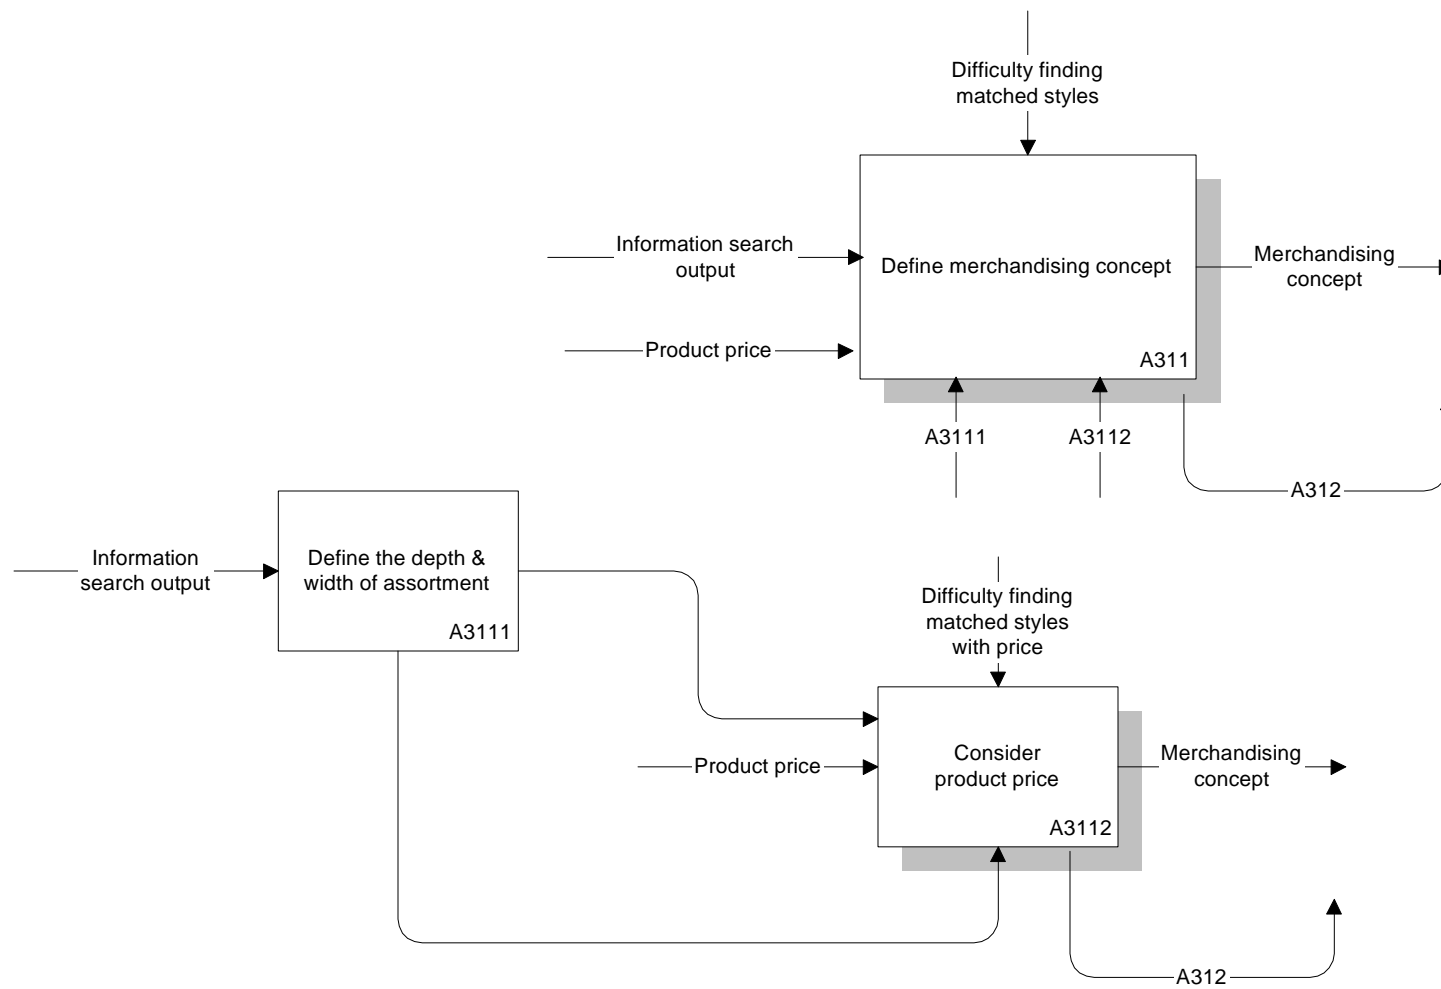 Difficulty finding
matched styles
Information search
output
Define merchandising concept
Merchandising
concept
Product price
A311
A3111
A3112
A312
Information
search output
Define the depth &
width of assortment
A3111
Difficulty finding
matched styles
with price
Product price
Consider
product price
Merchandising
concept
A3112
A312